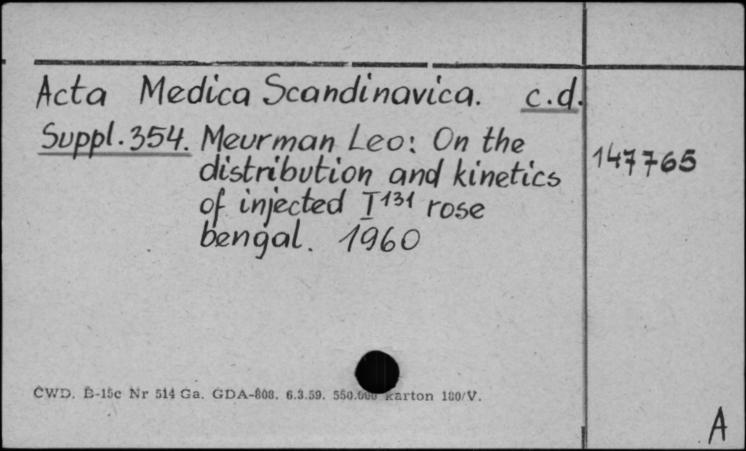 Acta Medica Scandinavica. c.d.
Suppl. 354. Meurman Leo: On the
distribution and kinetics
of injected I131 rose
bengal. 1960
147765
CWD. B-15c Nr 514 Ga. GDA-808. 6.3.59. 550.000 karton 180/V.
A